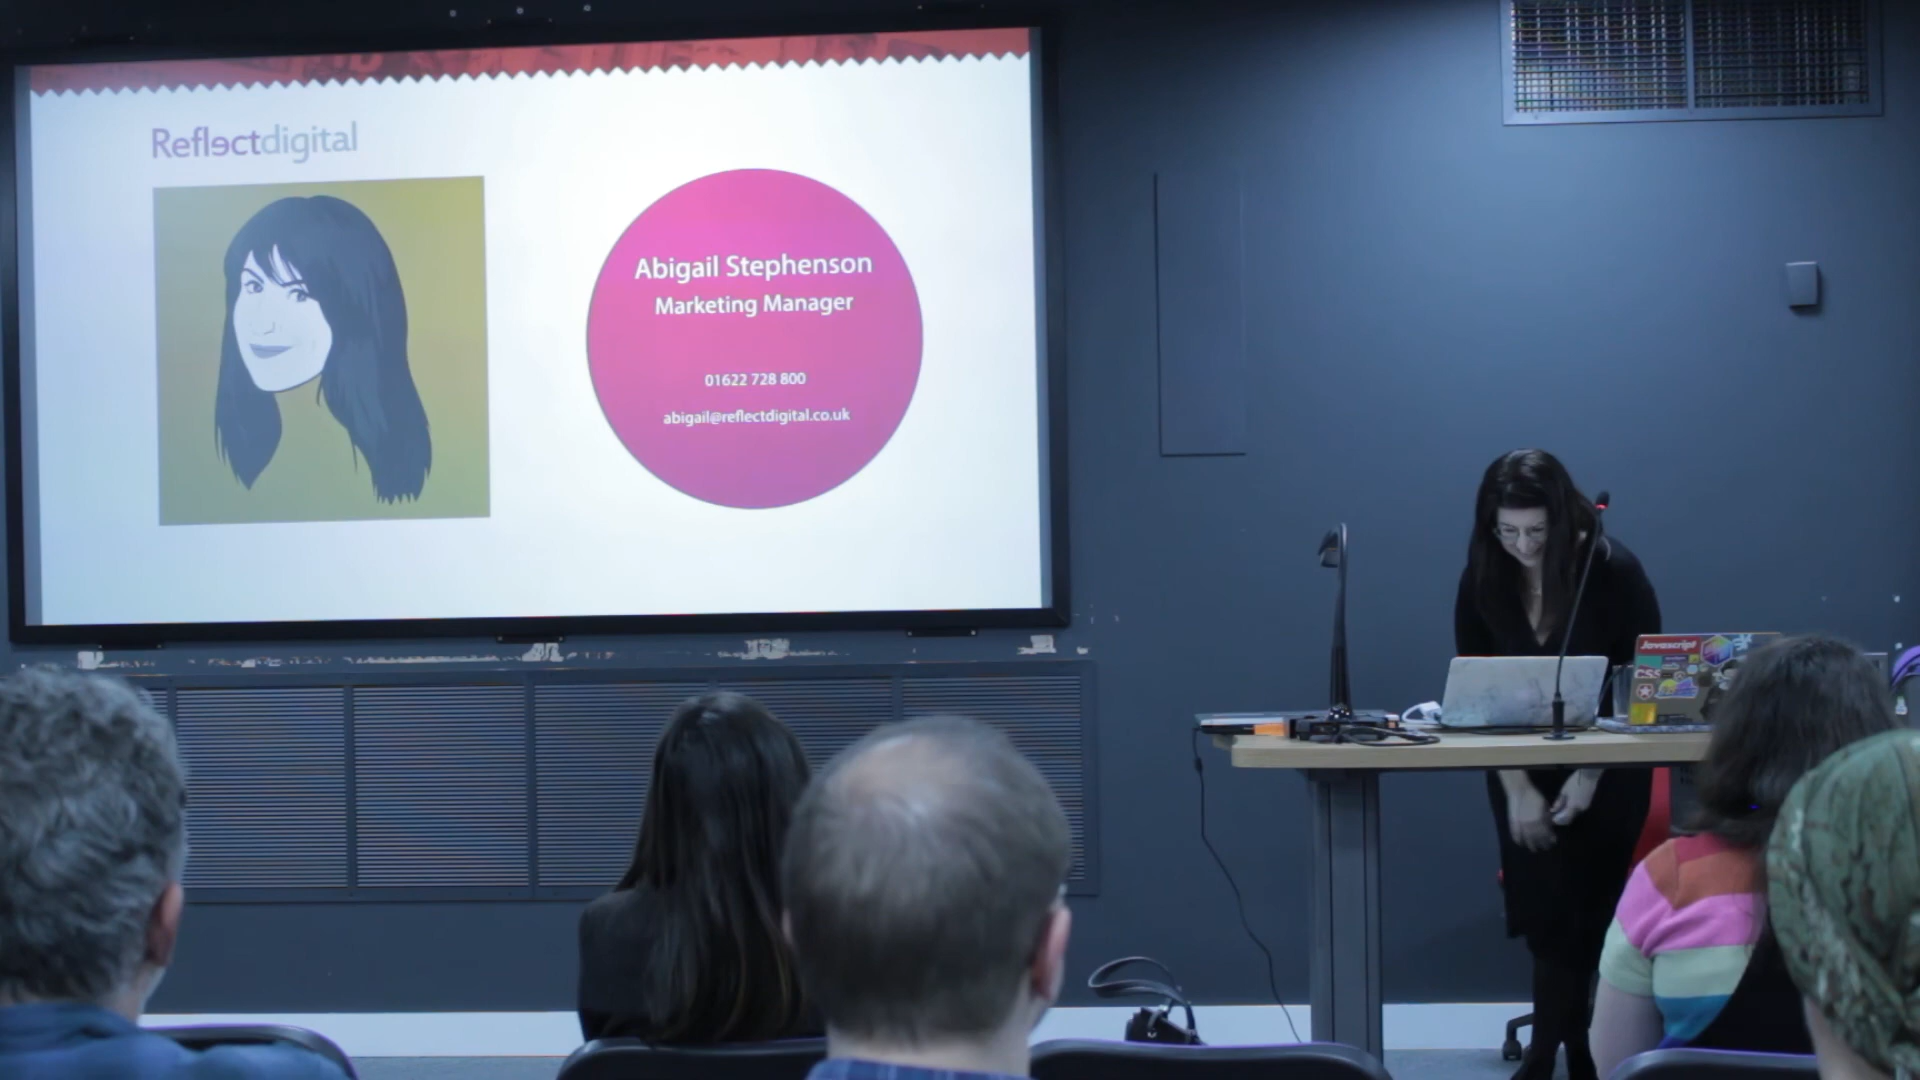 Reflectdigital
Abigail Stephenson
Marketing Manager
01622 728 800
abigail@reflectdigital.co.uk
Javascript
CSS